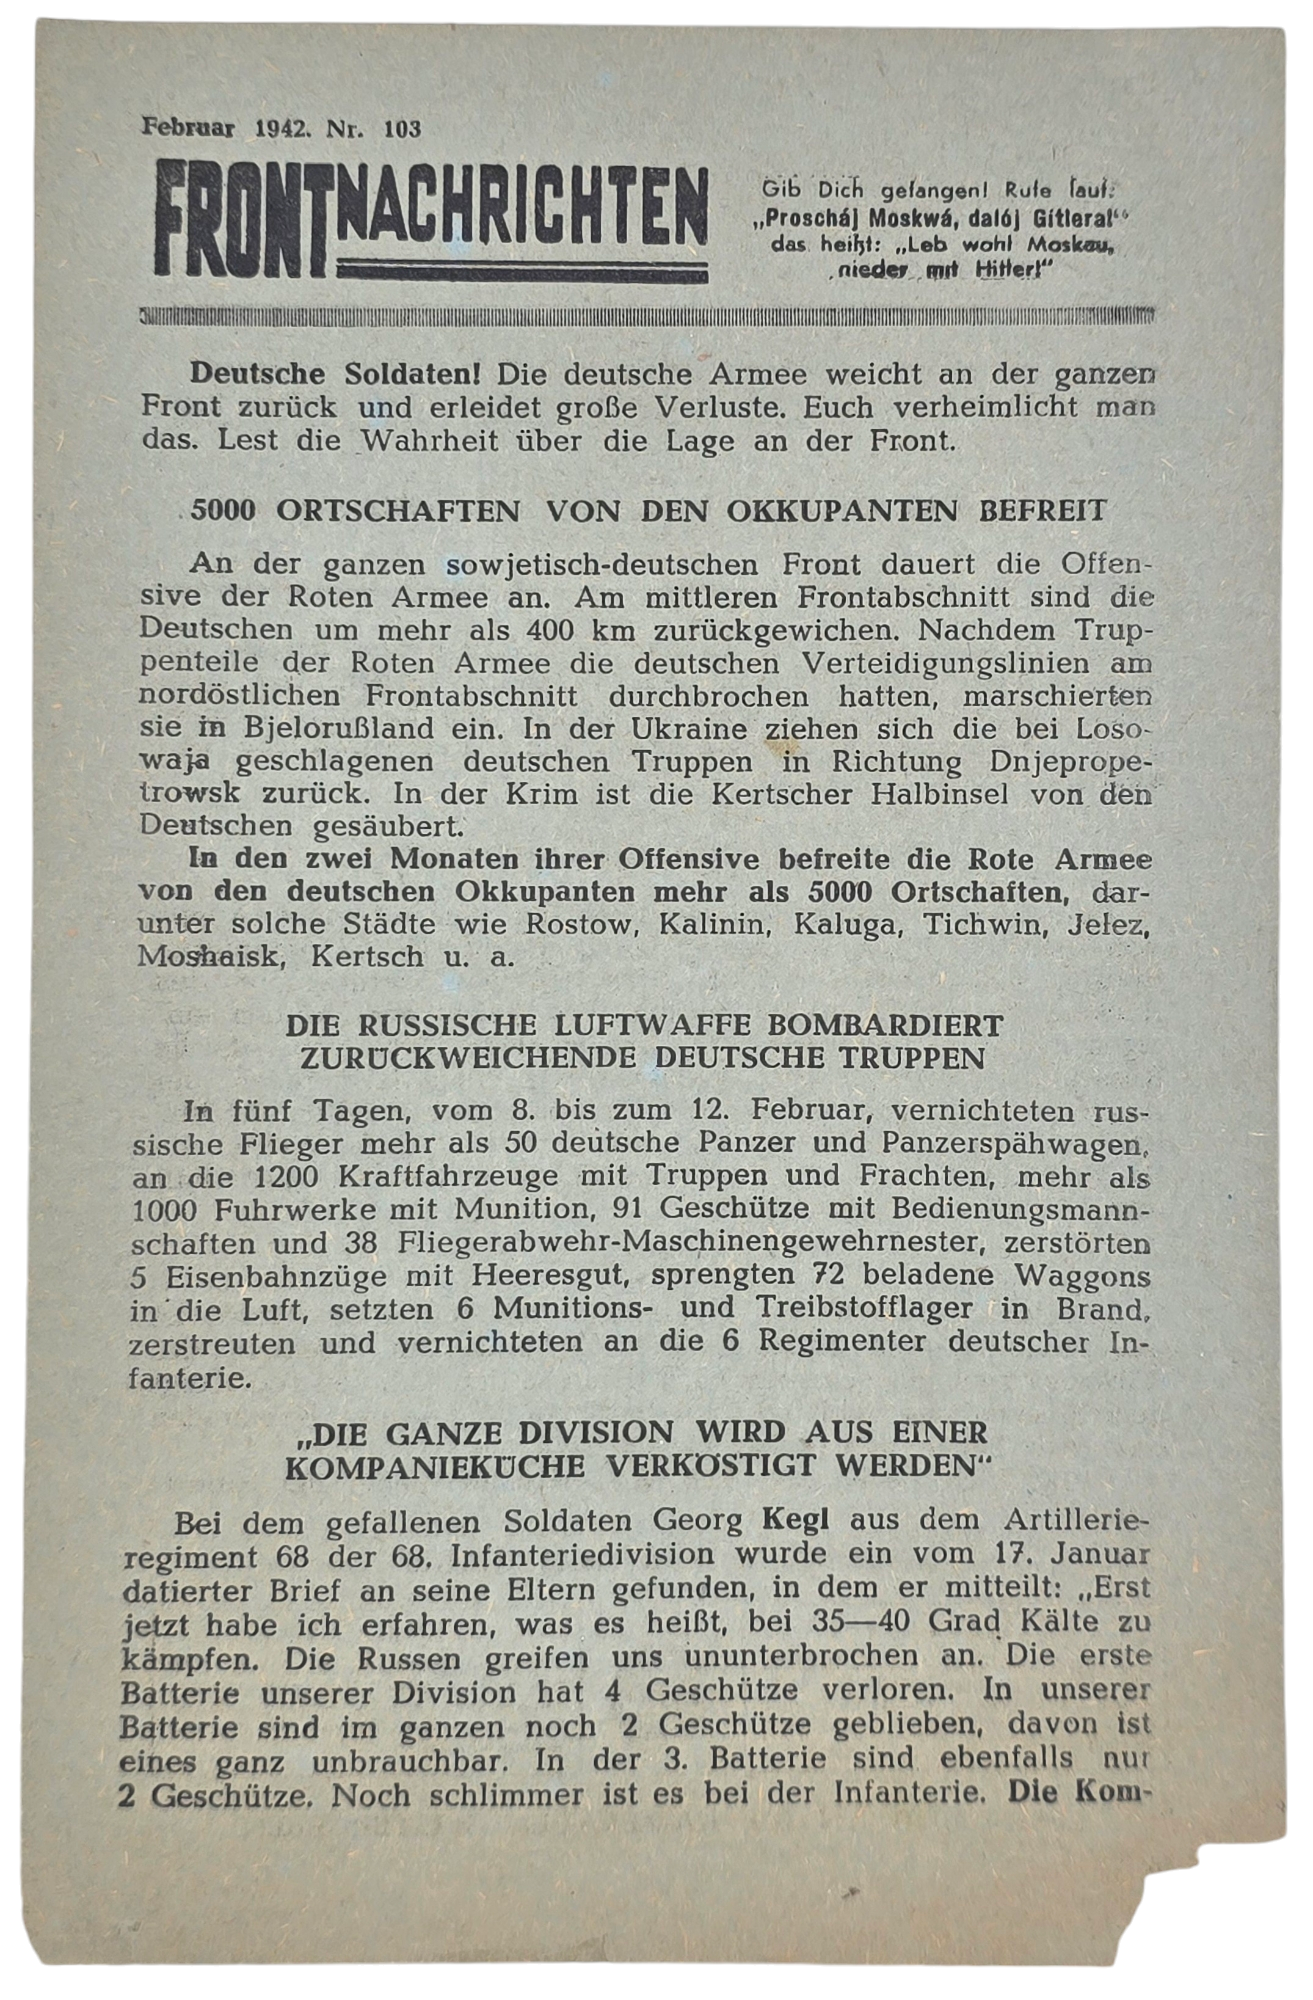 Februar 1942. Nr. 103
FRONTNACHRICHTEN
Gib Dich gefangen! Rufe laut:
„Proscháj Moskwá, dalój Gítlera!“
das heißt: „Leb wohl Moskau,
nieder mit Hitler!“
Deutsche Soldaten! Die deutsche Armee weicht an der ganzen
Front zurück und erleidet große Verluste. Euch verheimlicht man
das. Lest die Wahrheit über die Lage an der Front.
5000 ORTSCHAFTEN VON DEN OKKUPANTEN BEFREIT
An der ganzen sowjetisch-deutschen Front dauert die Offen-
sive der Roten Armee an. Am mittleren Frontabschnitt sind die
Deutschen um mehr als 400 km zurückgewichen. Nachdem Trup-
penteile der Roten Armee die deutschen Verteidigungslinien am
nordöstlichen Frontabschnitt durchbrochen hatten, marschierten
sie in Bjelorußland ein. In der Ukraine ziehen sich die bei Loso-
waja geschlagenen deutschen Truppen in Richtung Dnjeprope-
trowsk zurück. In der Krim ist die Kertscher Halbinsel von den
Deutschen gesäubert.
In den zwei Monaten ihrer Offensive befreite die Rote Armee
von den deutschen Okkupanten mehr als 5000 Ortschaften, dar-
unter solche Städte wie Rostow, Kalinin, Kaluga, Tichwin, Jelez,
Moshaisk, Kertsch u. a.
DIE RUSSISCHE LUFTWAFFE BOMBARDIERT
ZURÜCKWEICHENDE DEUTSCHE TRUPPEN
In fünf Tagen, vom 8. bis zum 12. Februar, vernichteten rus-
sische Flieger mehr als 50 deutsche Panzer und Panzerspähwagen,
an die 1200 Kraftfahrzeuge mit Truppen und Frachten, mehr als
1000 Fuhrwerke mit Munition, 91 Geschütze mit Bedienungsmann-
schaften und 38 Fliegerabwehr-Maschinengewehrnester, zerstörten
5 Eisenbahnzüge mit Heeresgut, sprengten 72 beladene Waggons
in die Luft, setzten 6 Munitions- und Treibstofflager in Brand,
zerstreuten und vernichteten an die 6 Regimenter deutscher In-
fanterie.
„DIE GANZE DIVISION WIRD AUS EINER
KOMPANIEKÜCHE VERKÖSTIGT WERDEN“
Bei dem gefallenen Soldaten Georg Kegl aus dem Artillerie-
regiment 68 der 68. Infanteriedivision wurde ein vom 17. Januar
datierter Brief an seine Eltern gefunden, in dem er mitteilt: „Erst
jetzt habe ich erfahren, was es heißt, bei 35—40 Grad Kälte zu
kämpfen. Die Russen greifen uns ununterbrochen an. Die erste
Batterie unserer Division hat 4 Geschütze verloren. In unserer
Batterie sind im ganzen noch 2 Geschütze geblieben, davon ist
eines ganz unbrauchbar. In der 3. Batterie sind ebenfalls nur
2 Geschütze. Noch schlimmer ist es bei der Infanterie. Die Kom-